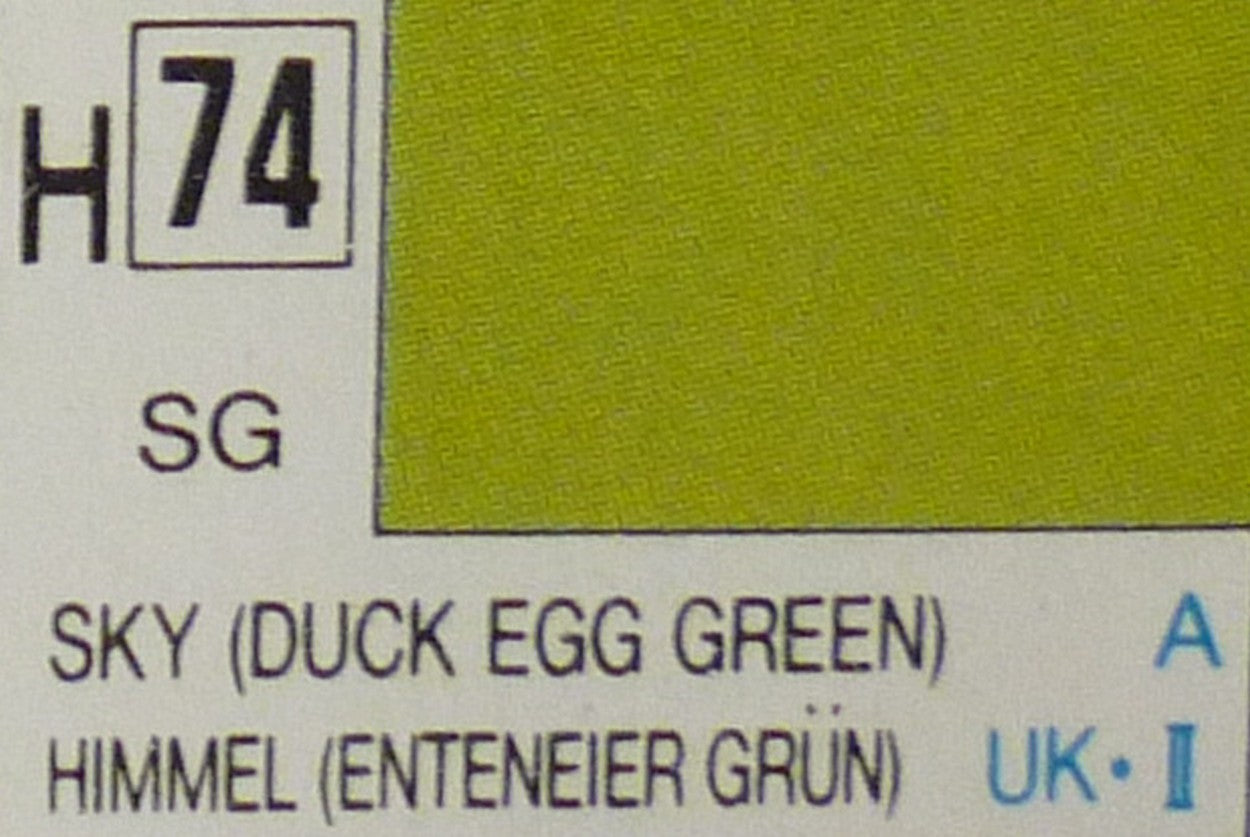 H 74
SG
SKY (DUCK EGG GREEN) A
HIMMEL (ENTENEIER GRÜN) UK・Ⅱ